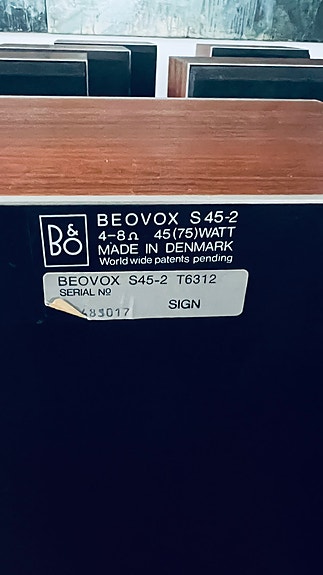 B&O
BEOVOX S45-2
4-8Ω 45(75)WATT
MADE IN DENMARK
World wide patents pending
BEOVOX S45-2 T6312
SERIAL Nº
483017 SIGN